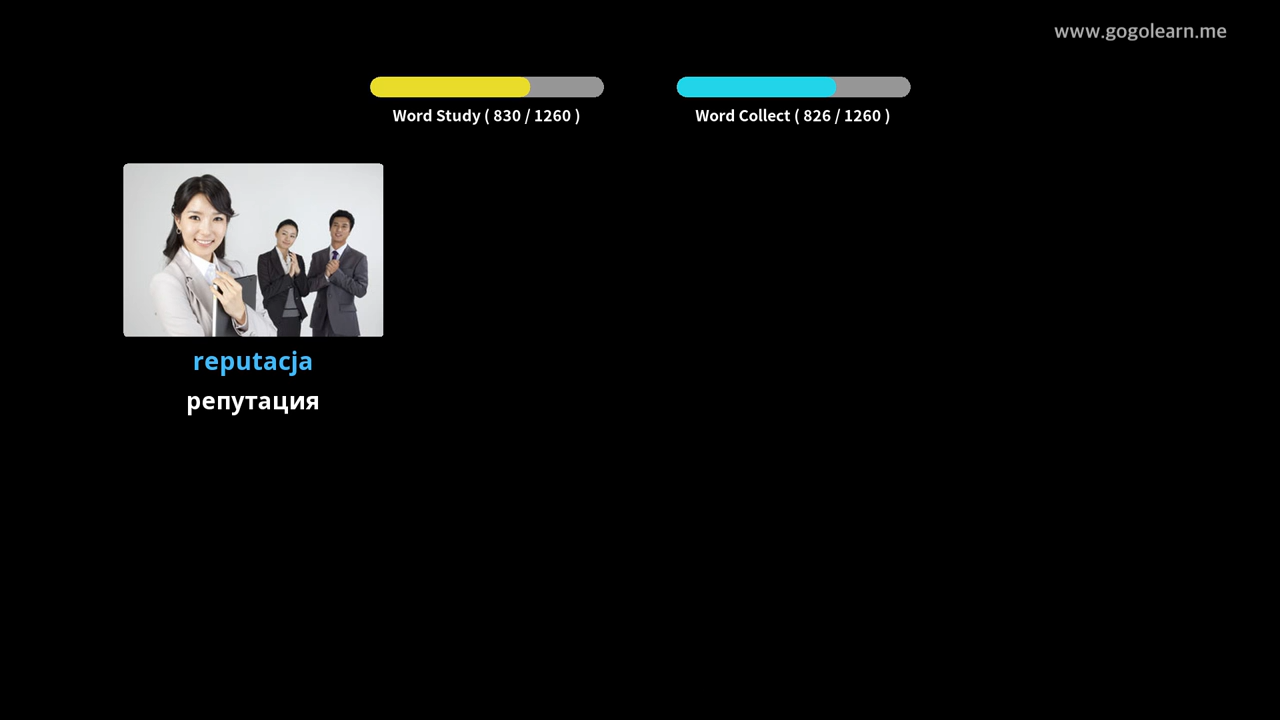 www.gogolearn.me
Word Study ( 830 / 1260 )
Word Collect ( 826 / 1260 )
reputacja
репутация